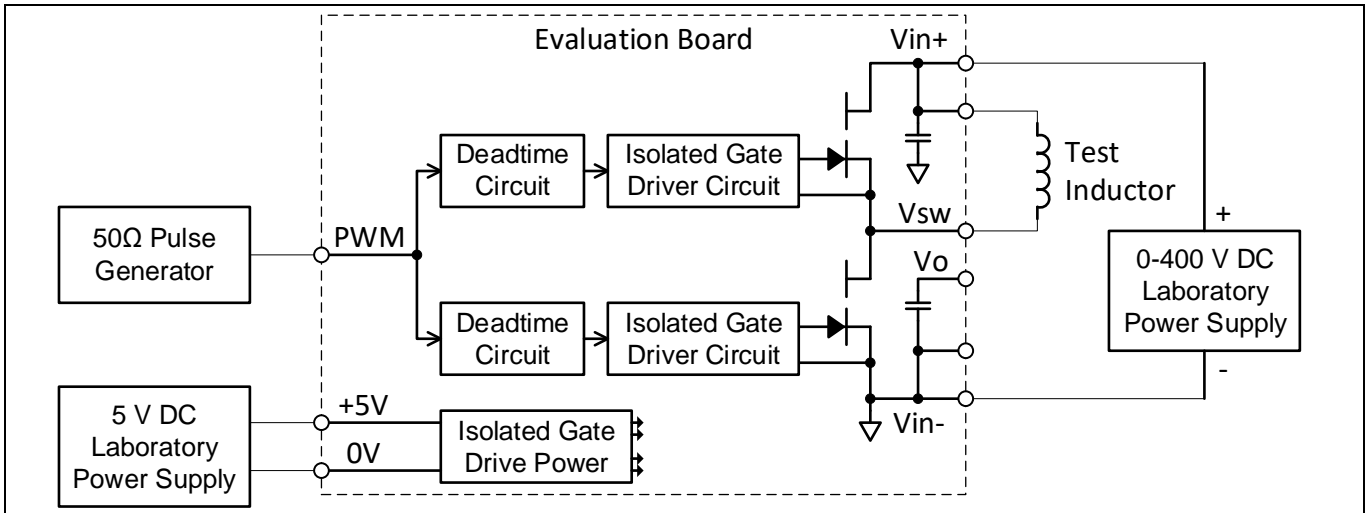 Evaluation Board
Vin+
Deadtime
Circuit
Isolated Gate
Driver Circuit
Test
Inductor
50Ω Pulse
Generator
PWM
Vsw
+
Vo
0-400 V DC
Laboratory
Power Supply
Deadtime
Circuit
Isolated Gate
Driver Circuit
-
5 V DC
Laboratory
Power Supply
+5V
0V
Isolated Gate
Drive Power
Vin-